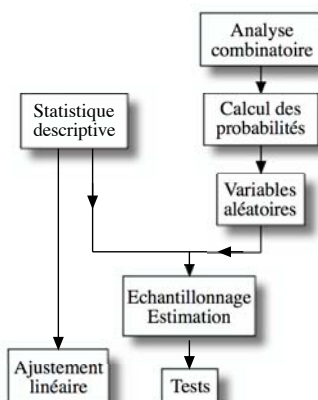 Analyse
combinatoire
Statistique
descriptive
Calcul des
probabilités
Variables
aléatoires
Echantillonnage
Estimation
Ajustement
linéaire
Tests